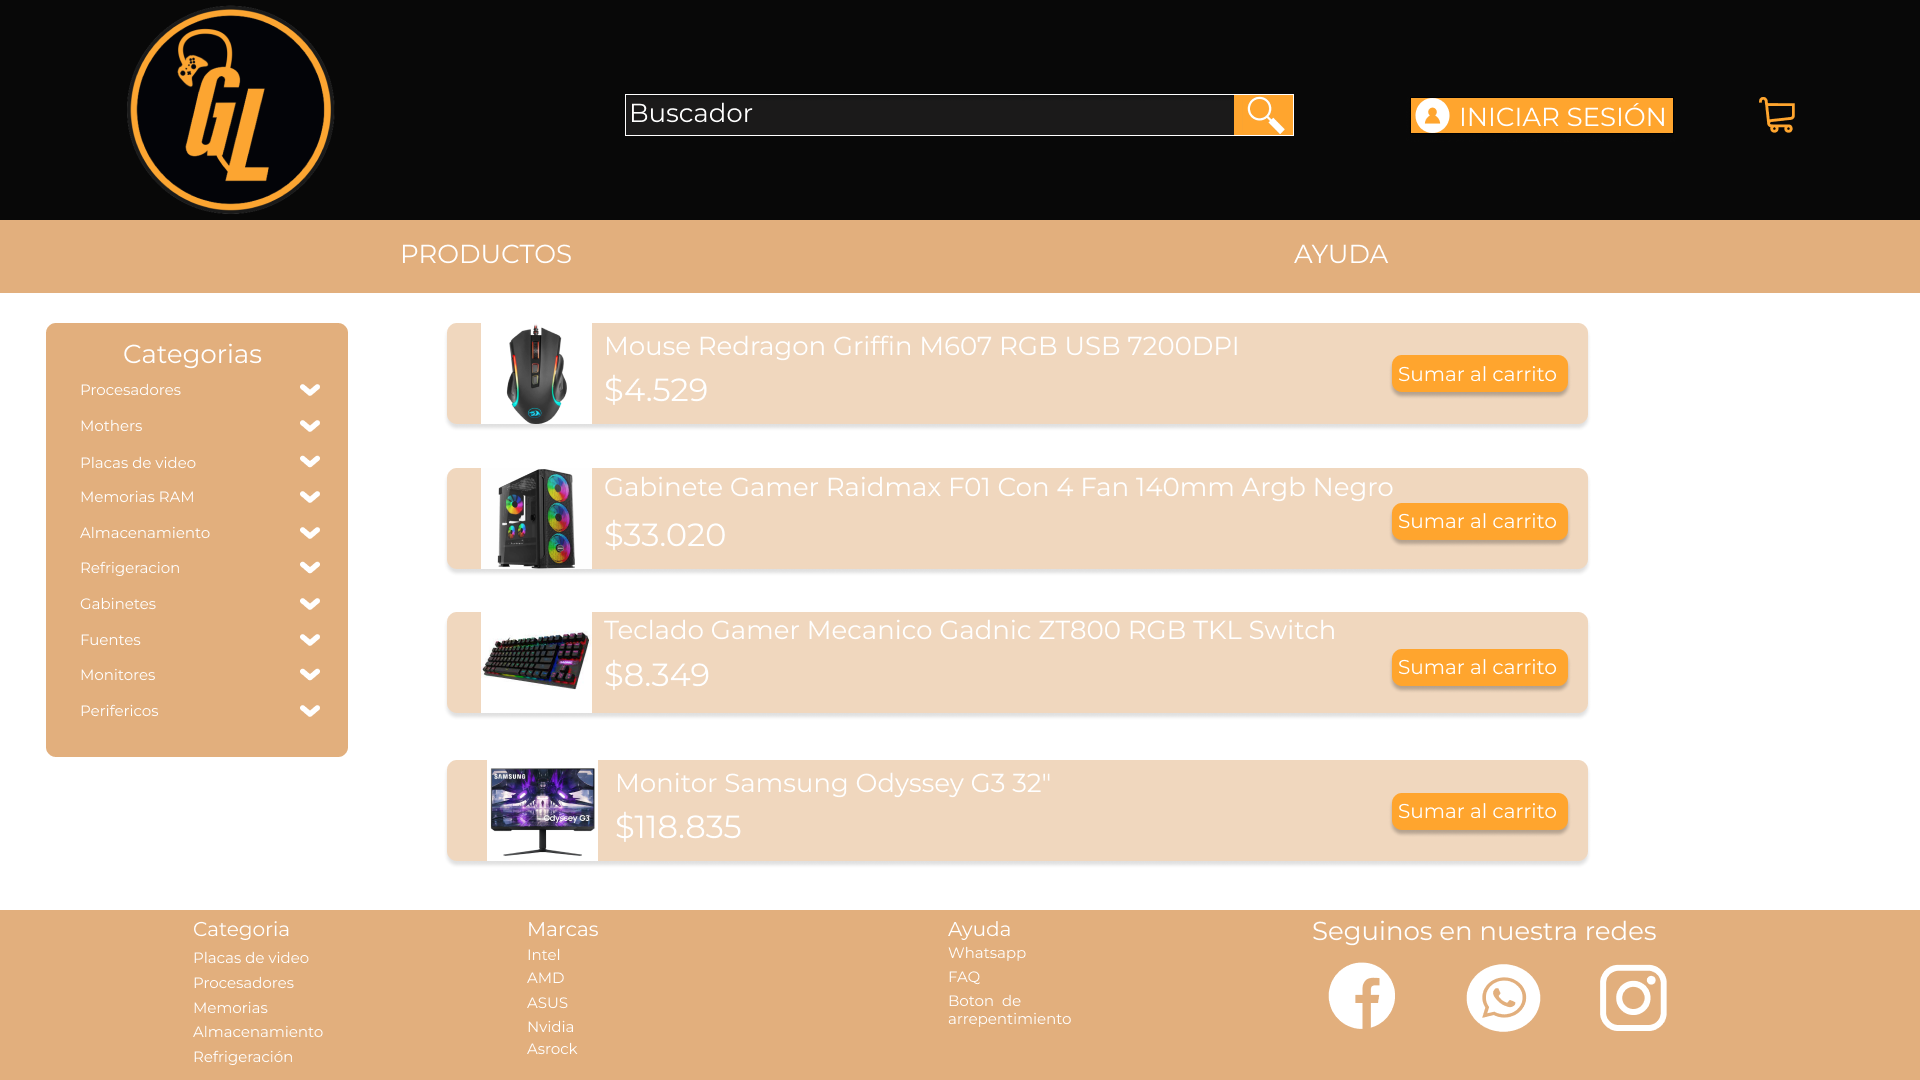 GL
Buscador
INICIAR SESIÓN
PRODUCTOS
AYUDA
Categorias
Procesadores
Mothers
Placas de video
Memorias RAM
Almacenamiento
Refrigeracion
Gabinetes
Fuentes
Monitores
Perifericos
Mouse Redragon Griffin M607 RGB USB 7200DPI
$4.529
Sumar al carrito
Gabinete Gamer Raidmax F01 Con 4 Fan 140mm Argb Negro
$33.020
Sumar al carrito
Teclado Gamer Mecanico Gadnic ZT800 RGB TKL Switch
$8.349
Sumar al carrito
SAMSUNG
Odyssey G3
Monitor Samsung Odyssey G3 32"
$118.835
Sumar al carrito
Categoria
Placas de video
Procesadores
Memorias
Almacenamiento
Refrigeración
Marcas
Intel
AMD
ASUS
Nvidia
Asrock
Ayuda
Whatsapp
FAQ
Boton de
arrepentimiento
Seguinos en nuestra redes